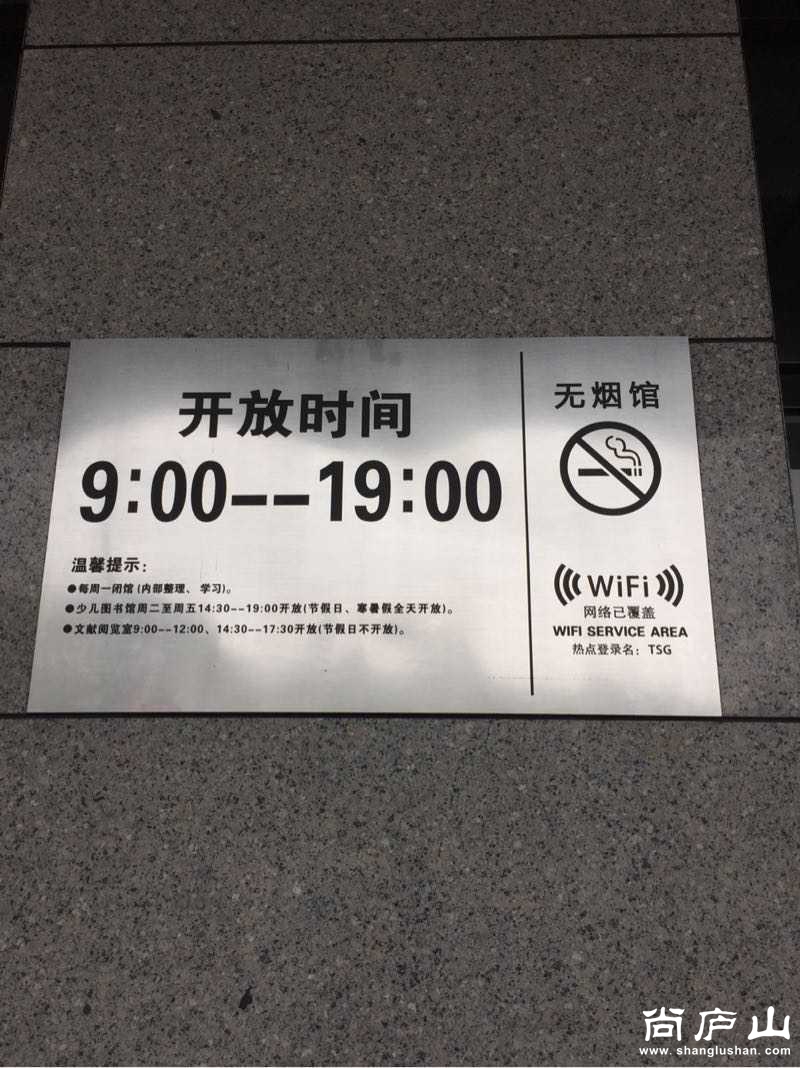 开放时间
9:00--19:00
温馨提示:
●每周一闭馆(内部整理、学习)。
●少儿图书馆周二至周五14:30--19:00开放(节假日、寒暑假全天开放)。
●文献阅览室9:00--12:00、14:30--17:30开放(节假日不开放)。
无烟馆
WiFi
网络已覆盖
WIFI SERVICE AREA
热点登录名：TSG
尚庐山
www.shanglushan.com